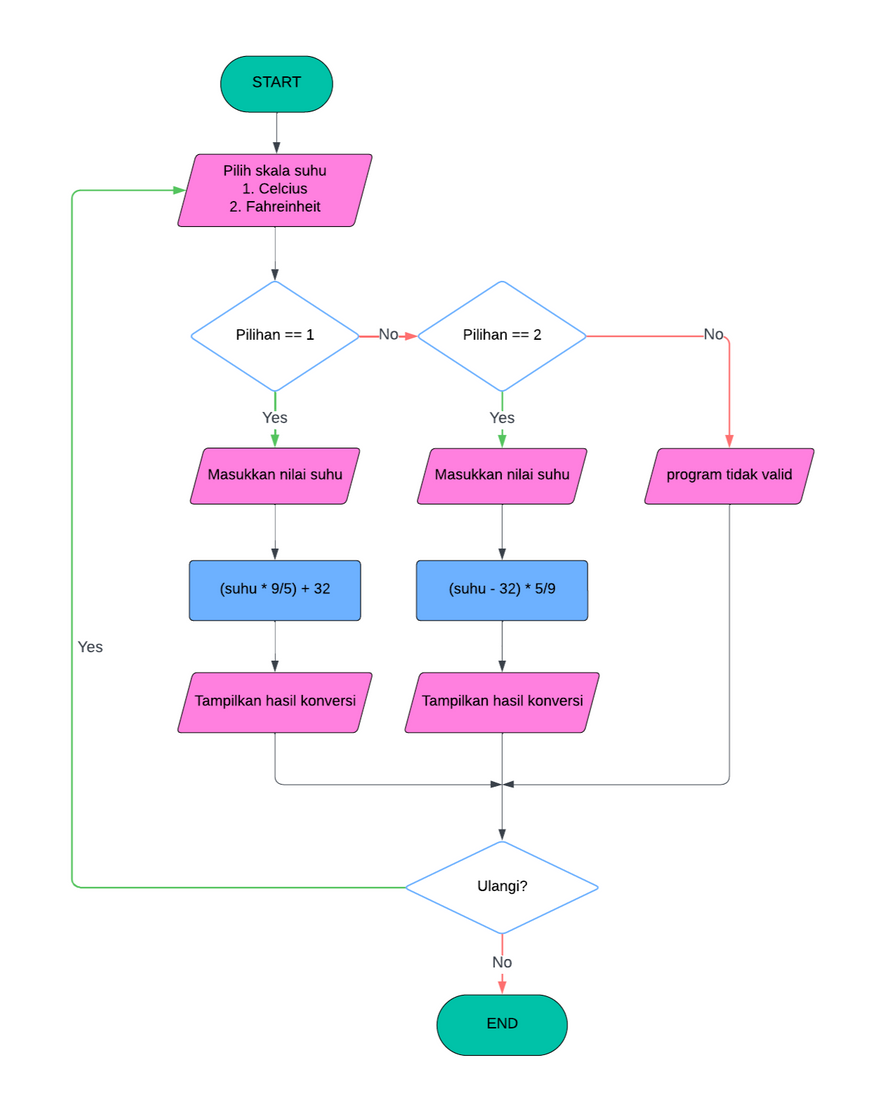 START
Pilih skala suhu
1. Celcius
2. Fahreinheit
Pilihan == 1
No
Pilihan == 2
No
Yes
Yes
Masukkan nilai suhu
Masukkan nilai suhu
program tidak valid
(suhu * 9/5) + 32
(suhu - 32) * 5/9
Yes
Tampilkan hasil konversi
Tampilkan hasil konversi
Ulangi?
No
END